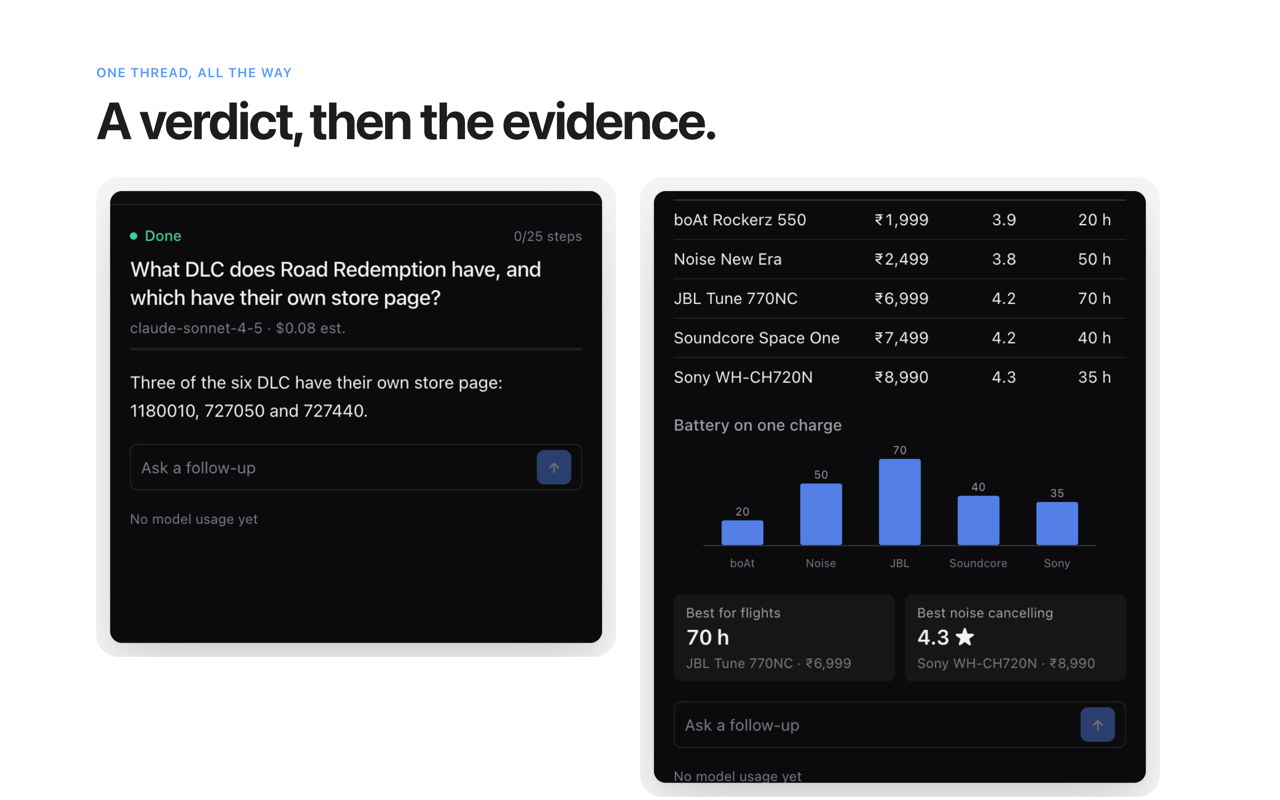 ONE THREAD, ALL THE WAY
A verdict, then the evidence.
Done 0/25 steps
What DLC does Road Redemption have, and
which have their own store page?
claude-sonnet-4-5 · $0.08 est.
Three of the six DLC have their own store page:
1180010, 727050 and 727440.
Ask a follow-up
No model usage yet
boAt Rockerz 550 ₹1,999 3.9 20 h
Noise New Era ₹2,499 3.8 50 h
JBL Tune 770NC ₹6,999 4.2 70 h
Soundcore Space One ₹7,499 4.2 40 h
Sony WH-CH720N ₹8,990 4.3 35 h
Battery on one charge
20 50 70 40 35
boAt Noise JBL Soundcore Sony
Best for flights
70 h
JBL Tune 770NC · ₹6,999
Best noise cancelling
4.3 ★
Sony WH-CH720N · ₹8,990
Ask a follow-up
No model usage yet